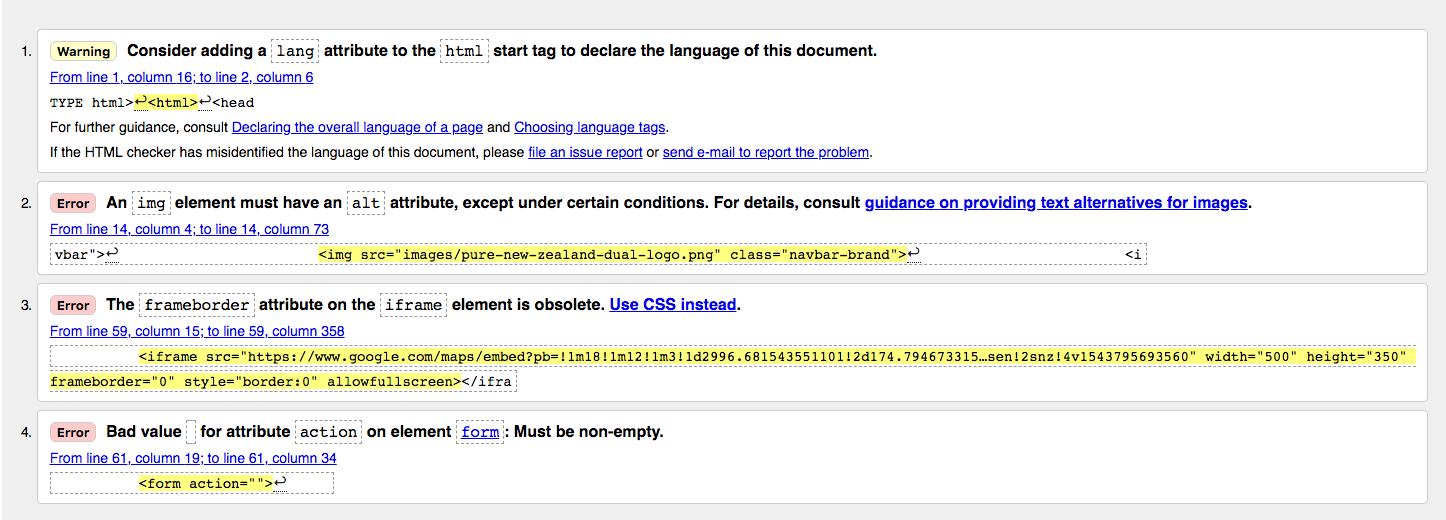 1. Warning Consider adding a lang attribute to the html start tag to declare the language of this document.
From line 1, column 16; to line 2, column 6
TYPE html>↩<html>↩<head
For further guidance, consult Declaring the overall language of a page and Choosing language tags.
If the HTML checker has misidentified the language of this document, please file an issue report or send e-mail to report the problem.
2. Error An img element must have an alt attribute, except under certain conditions. For details, consult guidance on providing text alternatives for images.
From line 14, column 4; to line 14, column 73
vbar">↩ <img src="images/pure-new-zealand-dual-logo.png" class="navbar-brand">↩ <i
3. Error The frameborder attribute on the iframe element is obsolete. Use CSS instead.
From line 59, column 15; to line 59, column 358
<iframe src="https://www.google.com/maps/embed?pb=!1m18!1m12!1m3!1d2996.681543551101!2d174.794673315…sen!2snz!4v1543795693560" width="500" height="350"
frameborder="0" style="border:0" allowfullscreen></ifra
4. Error Bad value for attribute action on element form: Must be non-empty.
From line 61, column 19; to line 61, column 34
<form action="">↩